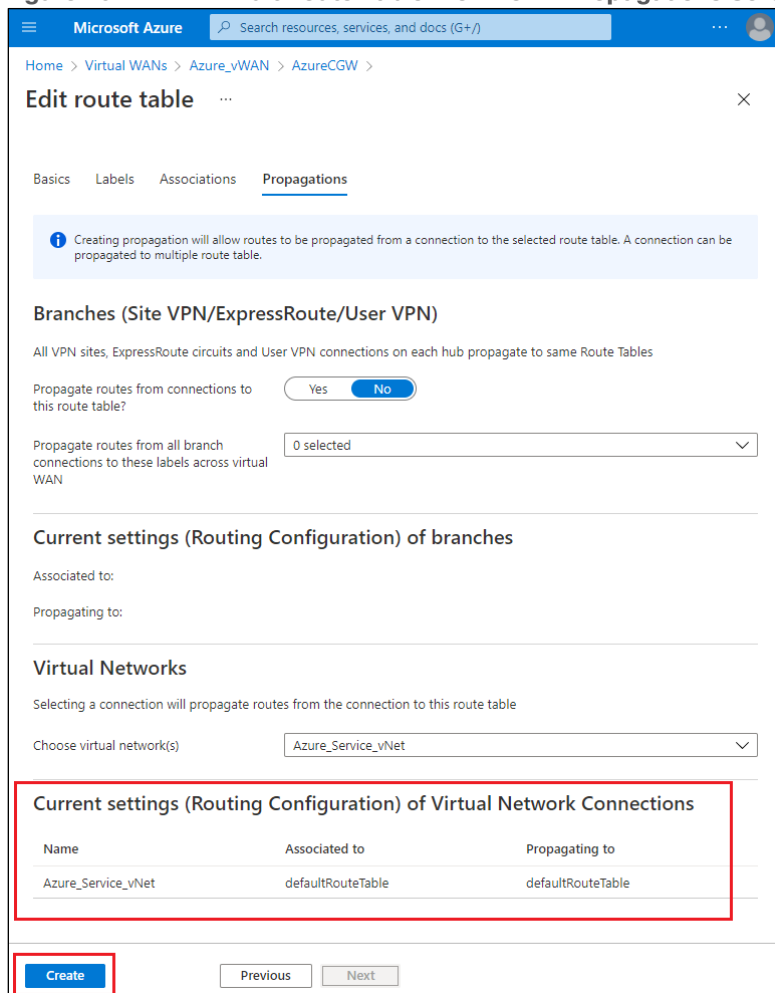 Microsoft Azure
Search resources, services, and docs (G+/)
...
Home > Virtual WANs > Azure_vWAN > AzureCGW >
Edit route table ...
Basics Labels Associations Propagations
Creating propagation will allow routes to be propagated from a connection to the selected route table. A connection can be
propagated to multiple route table.
Branches (Site VPN/ExpressRoute/User VPN)
All VPN sites, ExpressRoute circuits and User VPN connections on each hub propagate to same Route Tables
Propagate routes from connections to
this route table?
Yes No
Propagate routes from all branch
connections to these labels across virtual
WAN
0 selected
Current settings (Routing Configuration) of branches
Associated to:
Propagating to:
Virtual Networks
Selecting a connection will propagate routes from the connection to this route table
Choose virtual network(s)
Azure_Service_vNet
Current settings (Routing Configuration) of Virtual Network Connections
Name Associated to Propagating to
Azure_Service_vNet defaultRouteTable defaultRouteTable
Create Previous Next